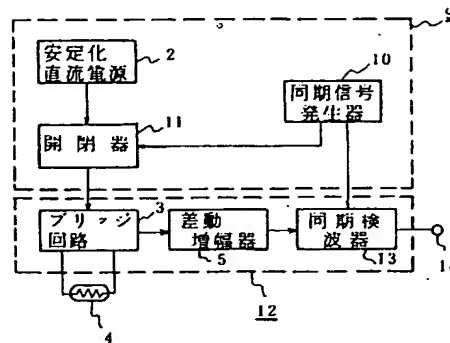 9
安定化
直流電源
2
10
同期信号
発生器
11
開閉器
3
ブリッジ
回路
差動
増幅器
5
同期検
波器
13
4
12